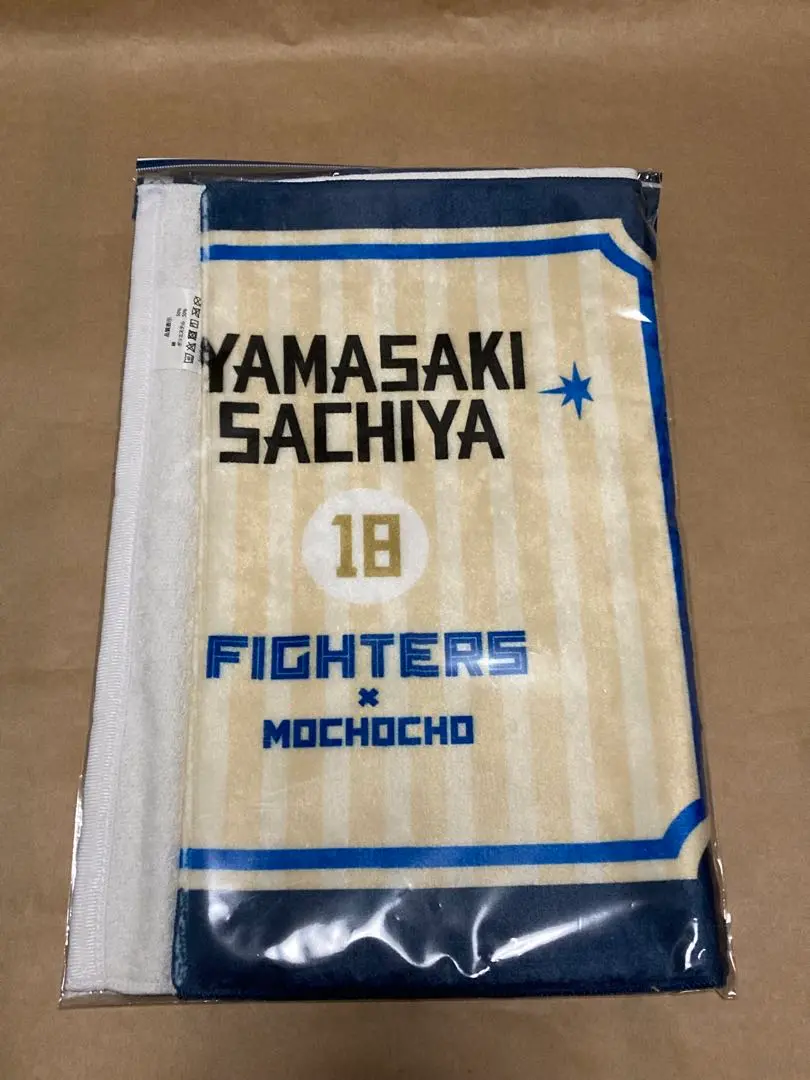 YAMASAKI
SACHIYA
18
FIGHTERS
×
MOCHOCHO